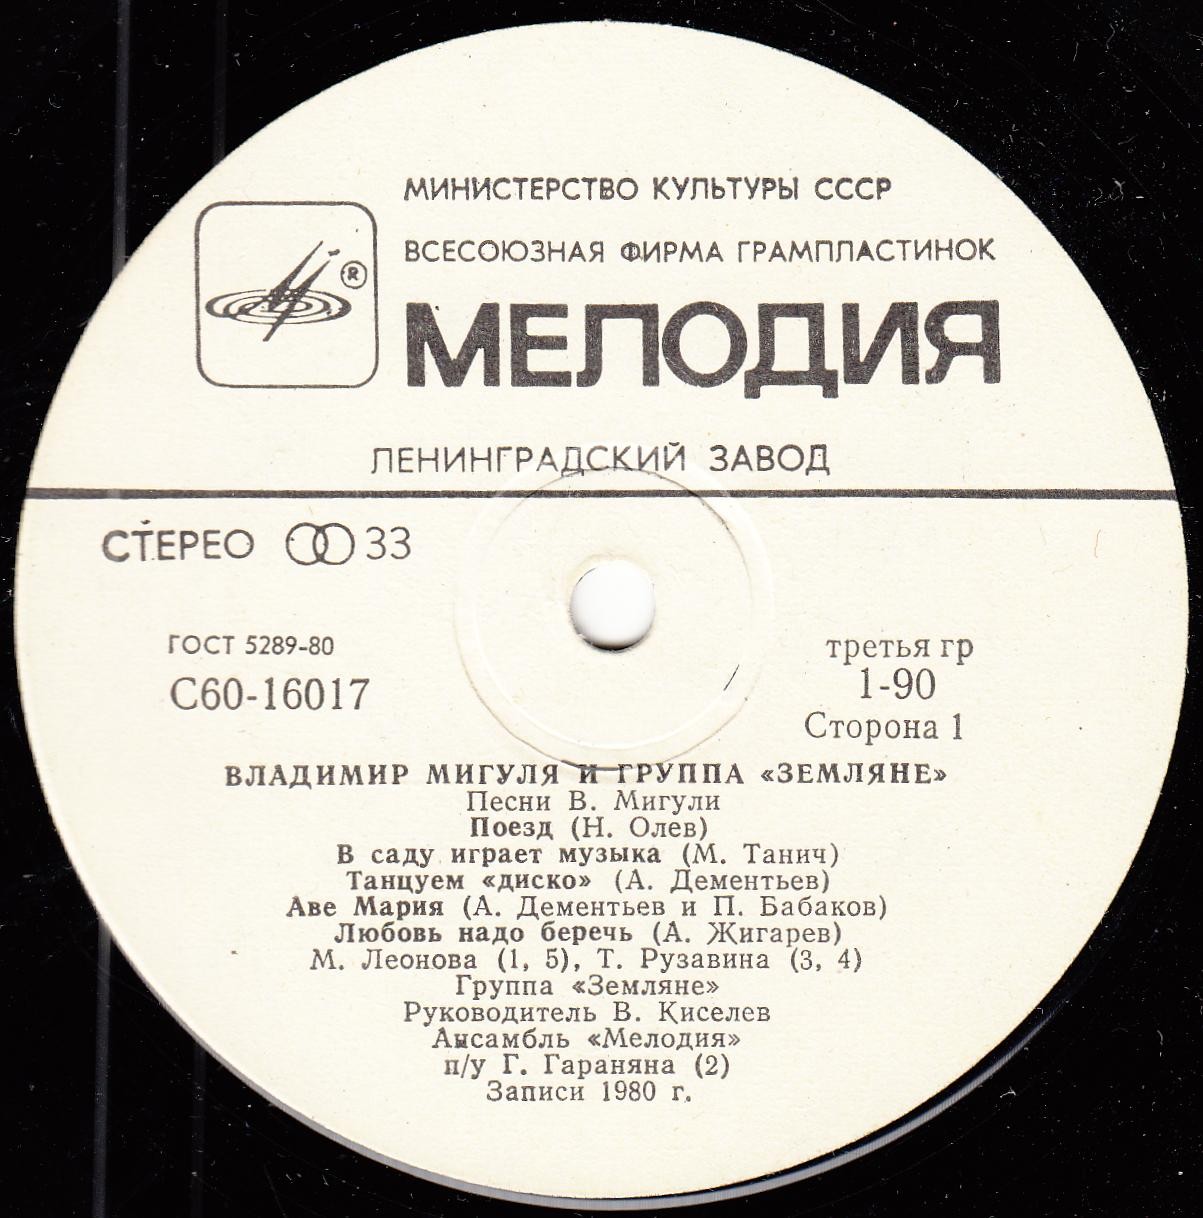 МИНИСТЕРСТВО КУЛЬТУРЫ СССР
ВСЕСОЮЗНАЯ ФИРМА ГРАМПЛАСТИНОК
®
МЕЛОДИЯ
ЛЕНИНГРАДСКИЙ ЗАВОД
СТЕРЕО 33
ГОСТ 5289-80
С60-16017
третья гр
1-90
Сторона 1
ВЛАДИМИР МИГУЛЯ И ГРУППА «ЗЕМЛЯНЕ»
Песни В. Мигули
Поезд (Н. Олев)
В саду играет музыка (М. Танич)
Танцуем «диско» (А. Дементьев)
Аве Мария (А. Дементьев и П. Бабаков)
Любовь надо беречь (А. Жигарев)
М. Леонова (1, 5), Т. Рузавина (3, 4)
Группа «Земляне»
Руководитель В. Киселев
Ансамбль «Мелодия»
п/у Г. Гараняна (2)
Записи 1980 г.